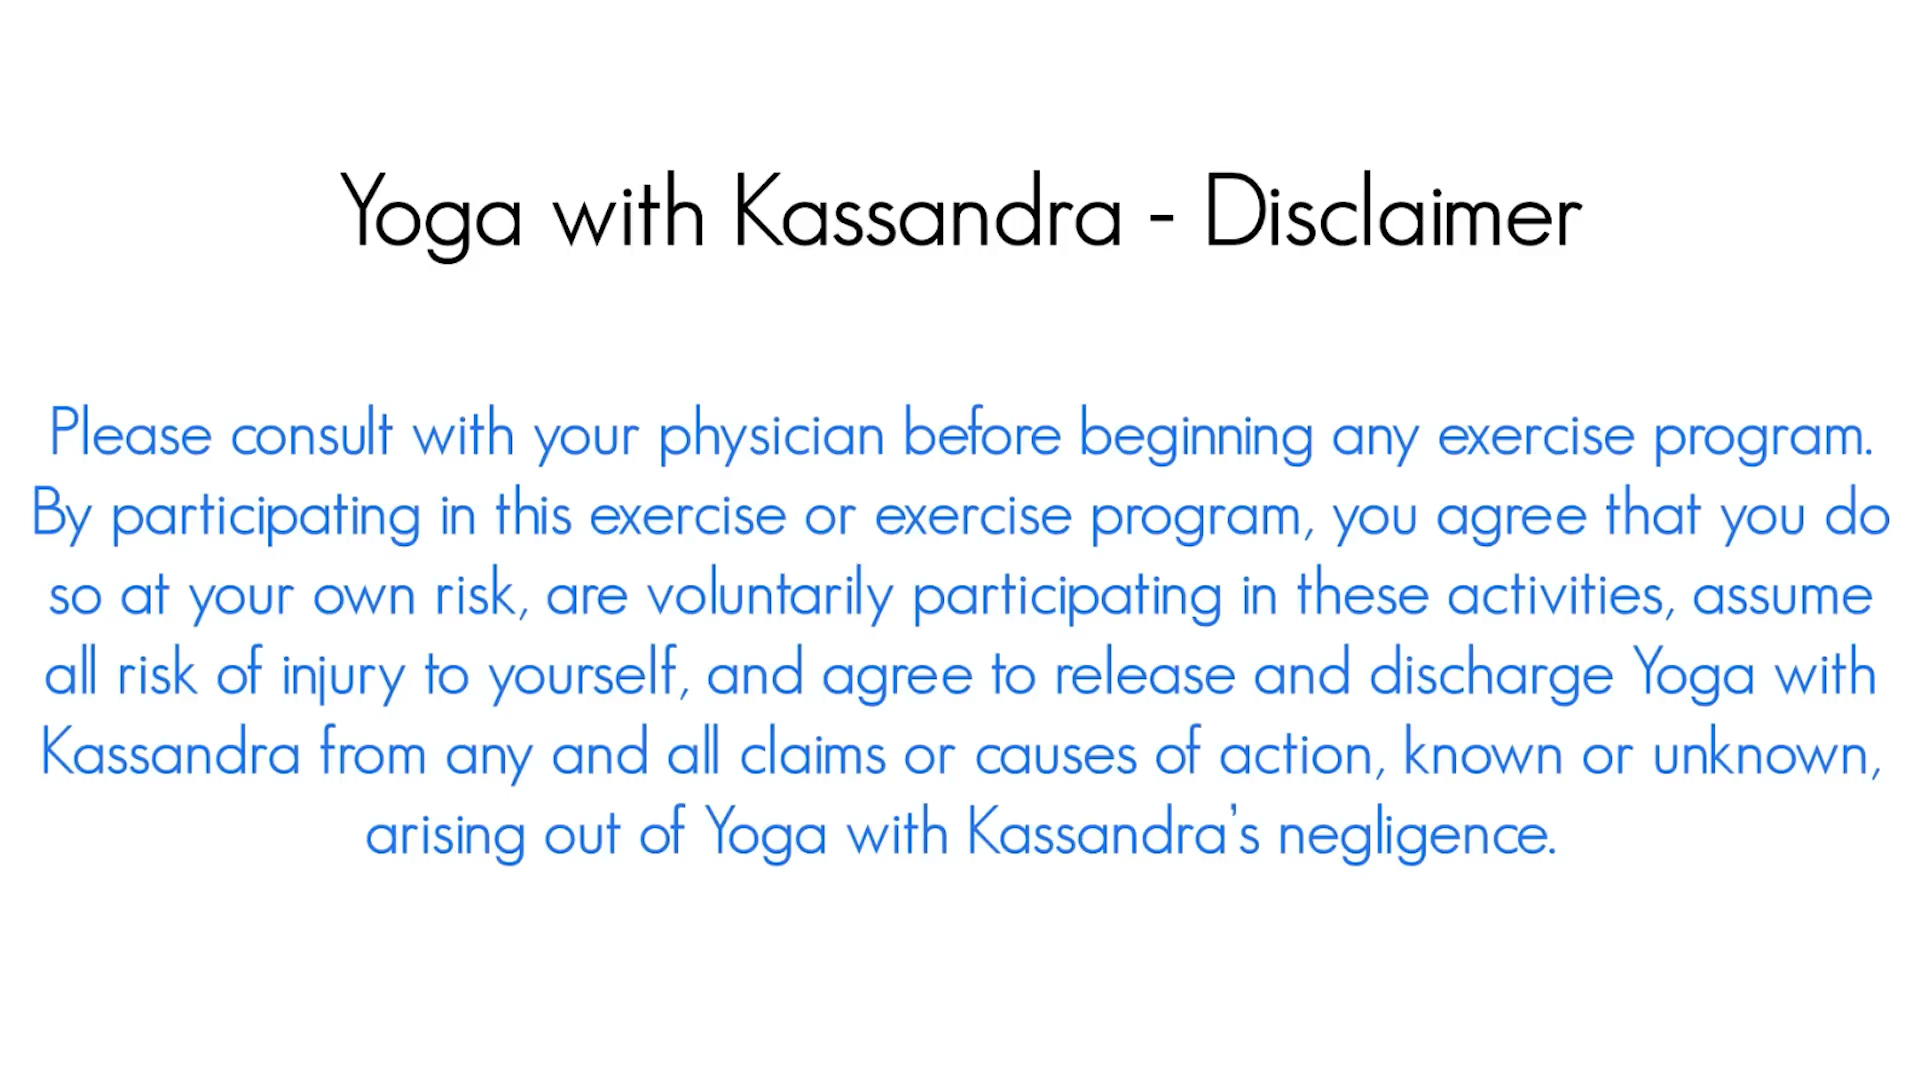 Yoga with Kassandra - Disclaimer
Please consult with your physician before beginning any exercise program.
By participating in this exercise or exercise program, you agree that you do
so at your own risk, are voluntarily participating in these activities, assume
all risk of injury to yourself, and agree to release and discharge Yoga with
Kassandra from any and all claims or causes of action, known or unknown,
arising out of Yoga with Kassandra’s negligence.